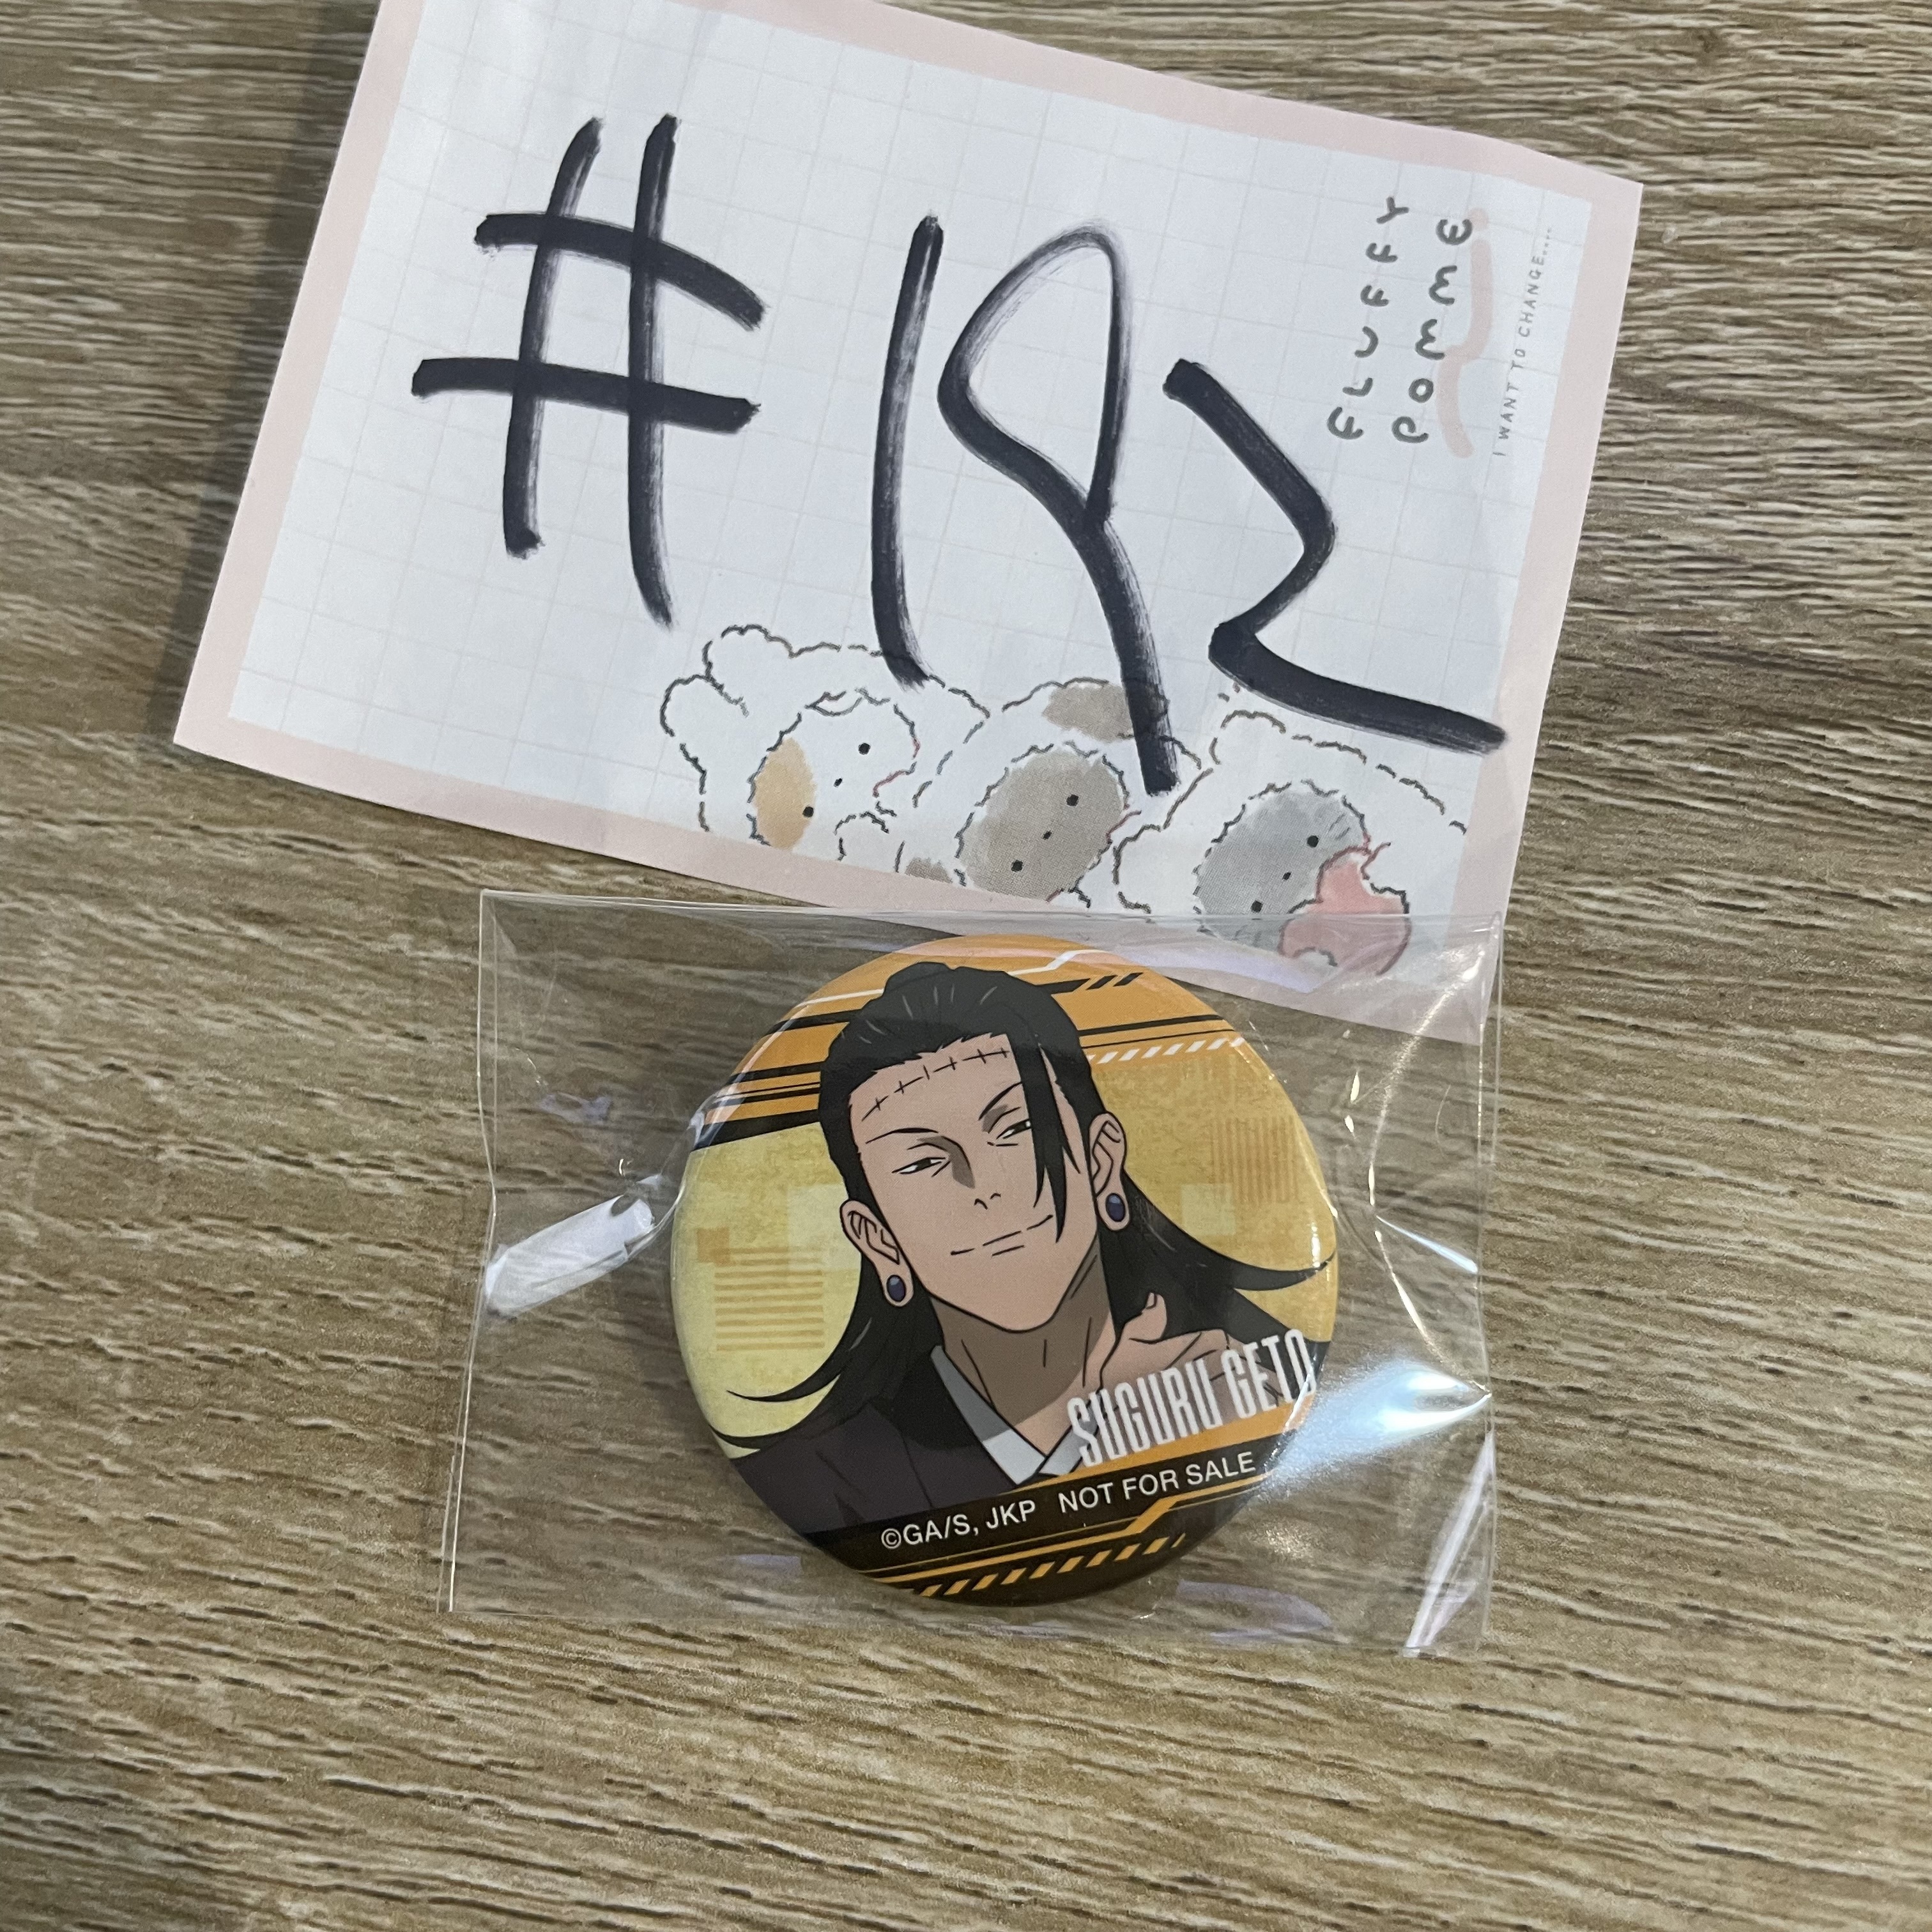 #192
FLUFFY
POMME
I WANT TO CHANGE....
SUGURU GETO
©GA/S, JKP NOT FOR SALE